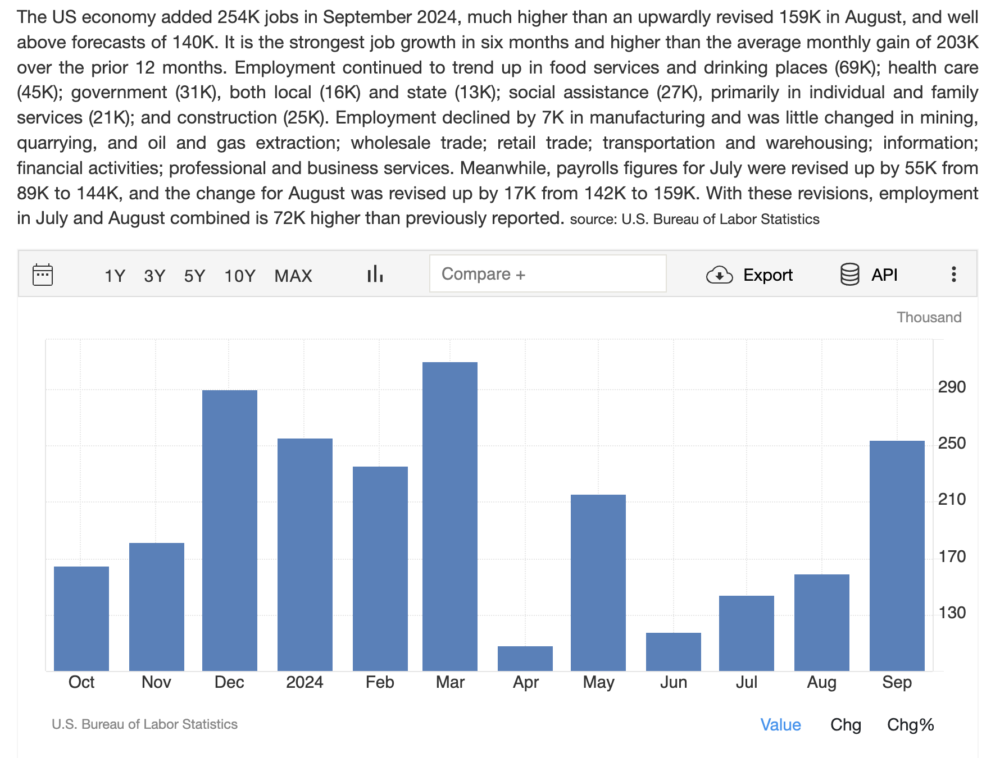 The US economy added 254K jobs in September 2024, much higher than an upwardly revised 159K in August, and well
above forecasts of 140K. It is the strongest job growth in six months and higher than the average monthly gain of 203K
over the prior 12 months. Employment continued to trend up in food services and drinking places (69K); health care
(45K); government (31K), both local (16K) and state (13K); social assistance (27K), primarily in individual and family
services (21K); and construction (25K). Employment declined by 7K in manufacturing and was little changed in mining,
quarrying, and oil and gas extraction; wholesale trade; retail trade; transportation and warehousing; information;
financial activities; professional and business services. Meanwhile, payrolls figures for July were revised up by 55K from
89K to 144K, and the change for August was revised up by 17K from 142K to 159K. With these revisions, employment
in July and August combined is 72K higher than previously reported. source: U.S. Bureau of Labor Statistics
1Y 3Y 5Y 10Y MAX Compare + Export API
Thousand
290
250
210
170
130
Oct Nov Dec 2024 Feb Mar Apr May Jun Jul Aug Sep
U.S. Bureau of Labor Statistics Value Chg Chg%